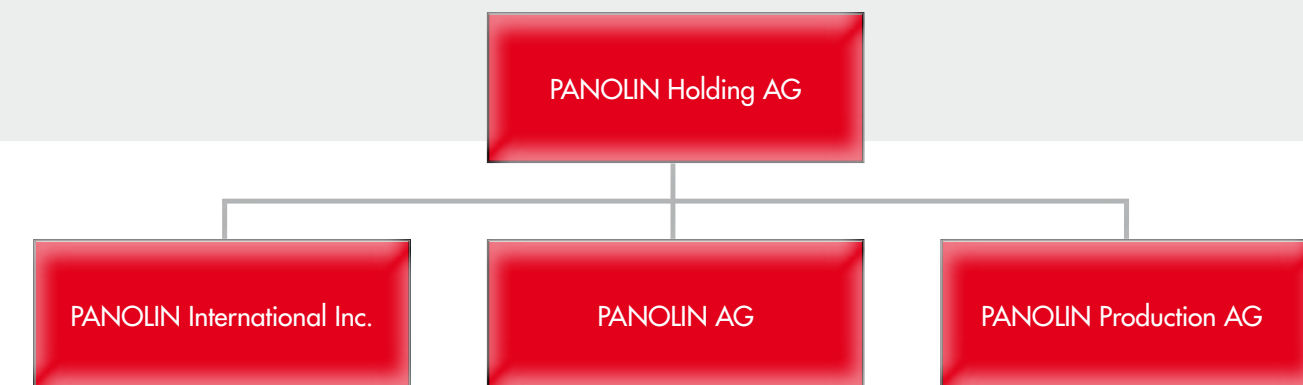 PANOLIN Holding AG
PANOLIN International Inc.
PANOLIN AG
PANOLIN Production AG